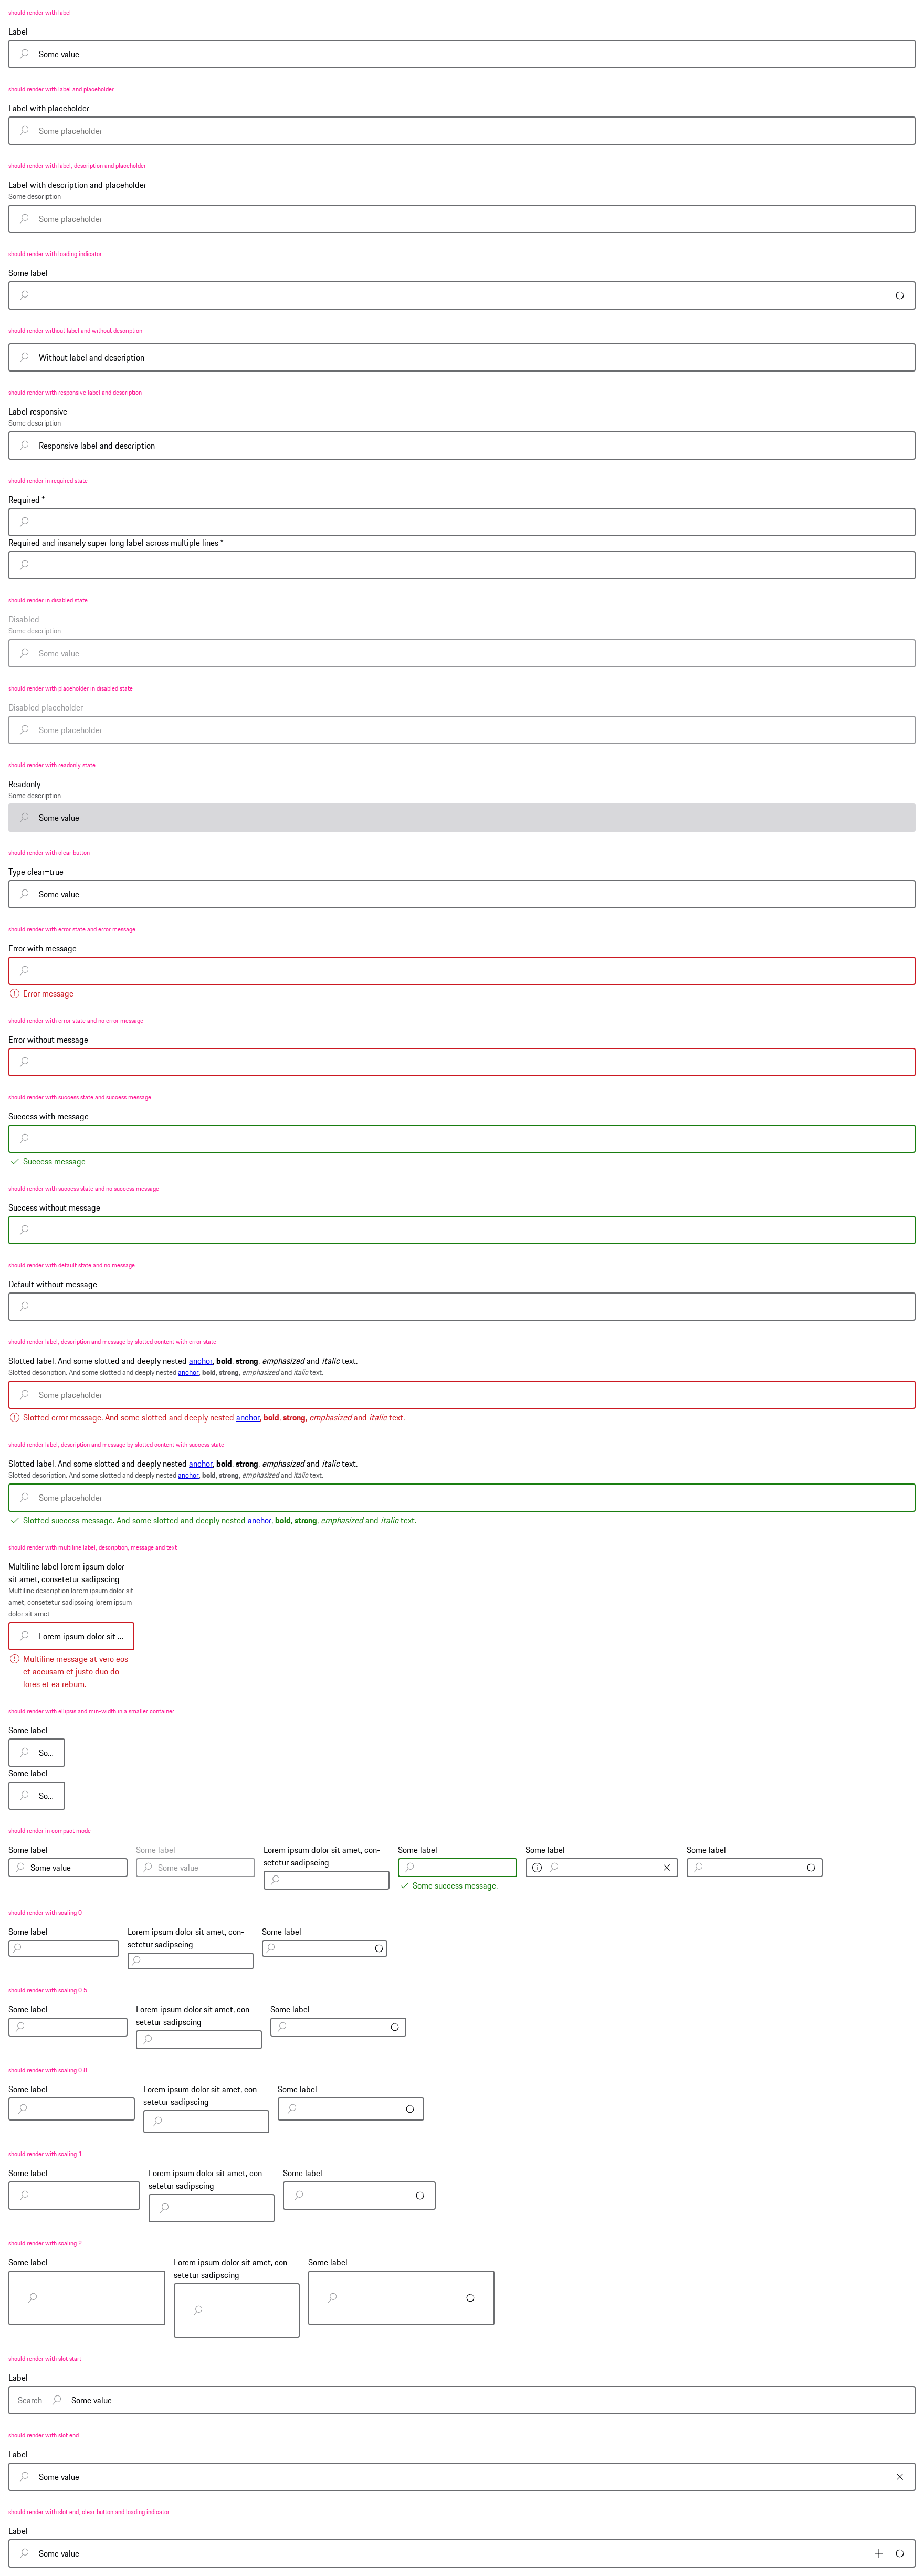 should render with label
Label
Some value
should render with label and placeholder
Label with placeholder
Some placeholder
should render with label, description and placeholder
Label with description and placeholder
Some description
Some placeholder
should render with loading indicator
Some label
should render without label and without description
Without label and description
should render with responsive label and description
Label responsive
Some description
Responsive label and description
should render in required state
Required *
Required and insanely super long label across multiple lines *
should render in disabled state
Disabled
Some description
Some value
should render with placeholder in disabled state
Disabled placeholder
Some placeholder
should render with readonly state
Readonly
Some description
Some value
should render with clear button
Type clear=true
Some value
should render with error state and error message
Error with message
Error message
should render with error state and no error message
Error without message
should render with success state and success message
Success with message
Success message
should render with success state and no success message
Success without message
should render with default state and no message
Default without message
should render label, description and message by slotted content with error state
Slotted label. And some slotted and deeply nested anchor, bold, strong, emphasized and italic text.
Slotted description. And some slotted and deeply nested anchor, bold, strong, emphasized and italic text.
Some placeholder
Slotted error message. And some slotted and deeply nested anchor, bold, strong, emphasized and italic text.
should render label, description and message by slotted content with success state
Slotted label. And some slotted and deeply nested anchor, bold, strong, emphasized and italic text.
Slotted description. And some slotted and deeply nested anchor, bold, strong, emphasized and italic text.
Some placeholder
Slotted success message. And some slotted and deeply nested anchor, bold, strong, emphasized and italic text.
should render with multiline label, description, message and text
Multiline label lorem ipsum dolor
sit amet, consetetur sadipscing
Multiline description lorem ipsum dolor sit
amet, consetetur sadipscing lorem ipsum
dolor sit amet
Lorem ipsum dolor sit ...
Multiline message at vero eos
et accusam et justo duo do-
lores et ea rebum.
should render with ellipsis and min-width in a smaller container
Some label
So...
Some label
So...
should render in compact mode
Some label
Some value
Some label
Some value
Lorem ipsum dolor sit amet, con-
setetur sadipscing
Some label
Some success message.
Some label
Some label
should render with scaling 0
Some label
Lorem ipsum dolor sit amet, con-
setetur sadipscing
Some label
should render with scaling 0.5
Some label
Lorem ipsum dolor sit amet, con-
setetur sadipscing
Some label
should render with scaling 0.8
Some label
Lorem ipsum dolor sit amet, con-
setetur sadipscing
Some label
should render with scaling 1
Some label
Lorem ipsum dolor sit amet, con-
setetur sadipscing
Some label
should render with scaling 2
Some label
Lorem ipsum dolor sit amet, con-
setetur sadipscing
Some label
should render with slot start
Label
Search
Some value
should render with slot end
Label
Some value
should render with slot end, clear button and loading indicator
Label
Some value